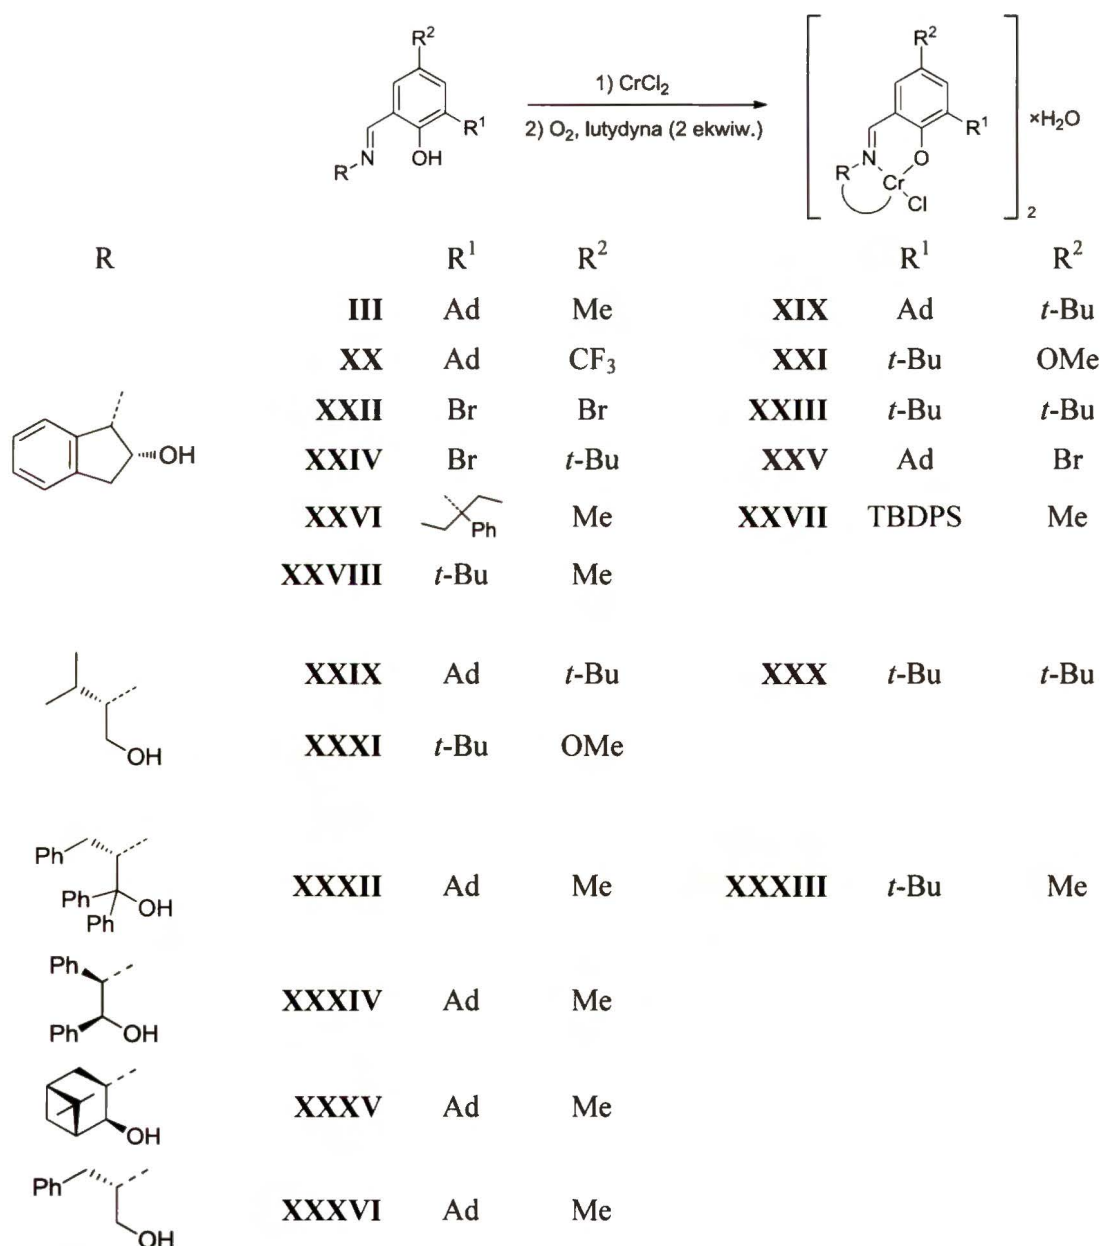 R² R²
1) CrCl₂
2) O₂, lutydyna (2 ekwiw.)
R¹ R¹ ×H₂O
OH N R
N O R Cr Cl 2
R R¹ R² R¹ R²
III Ad Me XIX Ad t-Bu
XX Ad CF₃ XXI t-Bu OMe
XXII Br Br XXIII t-Bu t-Bu
OH
XXIV Br t-Bu XXV Ad Br
XXVI Ph Me XXVII TBDPS Me
XXVIII t-Bu Me
XXIX Ad t-Bu XXX t-Bu t-Bu
OH
XXXI t-Bu OMe
Ph
Ph OH XXXII Ad Me XXXIII t-Bu Me
Ph
Ph
XXXIV Ad Me
Ph OH
XXXV Ad Me
OH
Ph
XXXVI Ad Me
OH